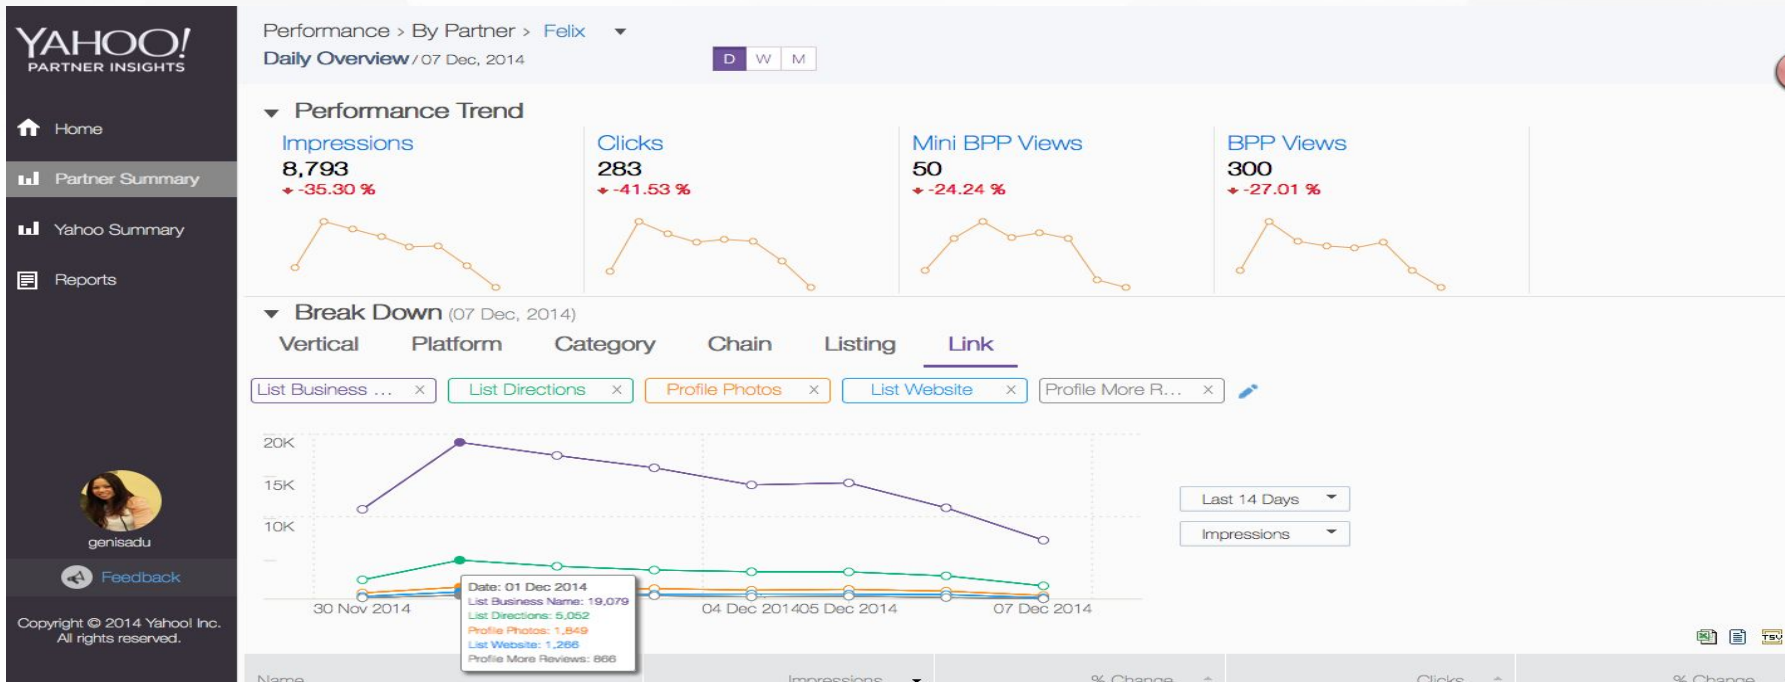 YAHOO!
PARTNER INSIGHTS
Home
Partner Summary
Yahoo Summary
Reports
genisadu
Feedback
Copyright © 2014 Yahoo! Inc.
All rights reserved.
Performance > By Partner > Felix
Daily Overview / 07 Dec, 2014
D W M
Performance Trend
Impressions Clicks Mini BPP Views BPP Views
8,793 283 50 300
-35.30 % -41.53 % -24.24 % -27.01 %
Break Down (07 Dec, 2014)
Vertical Platform Category Chain Listing Link
List Business ... × List Directions × Profile Photos × List Website × Profile More R... ×
20K
15K
10K
Last 14 Days
Impressions
Date: 01 Dec 2014
List Business Name: 19,079
List Directions: 5,052
Profile Photos: 1,849
List Website: 1,266
Profile More Reviews: 866
30 Nov 2014 04 Dec 2014 05 Dec 2014 07 Dec 2014
TSV
Name Impressions % Change Clicks % Change